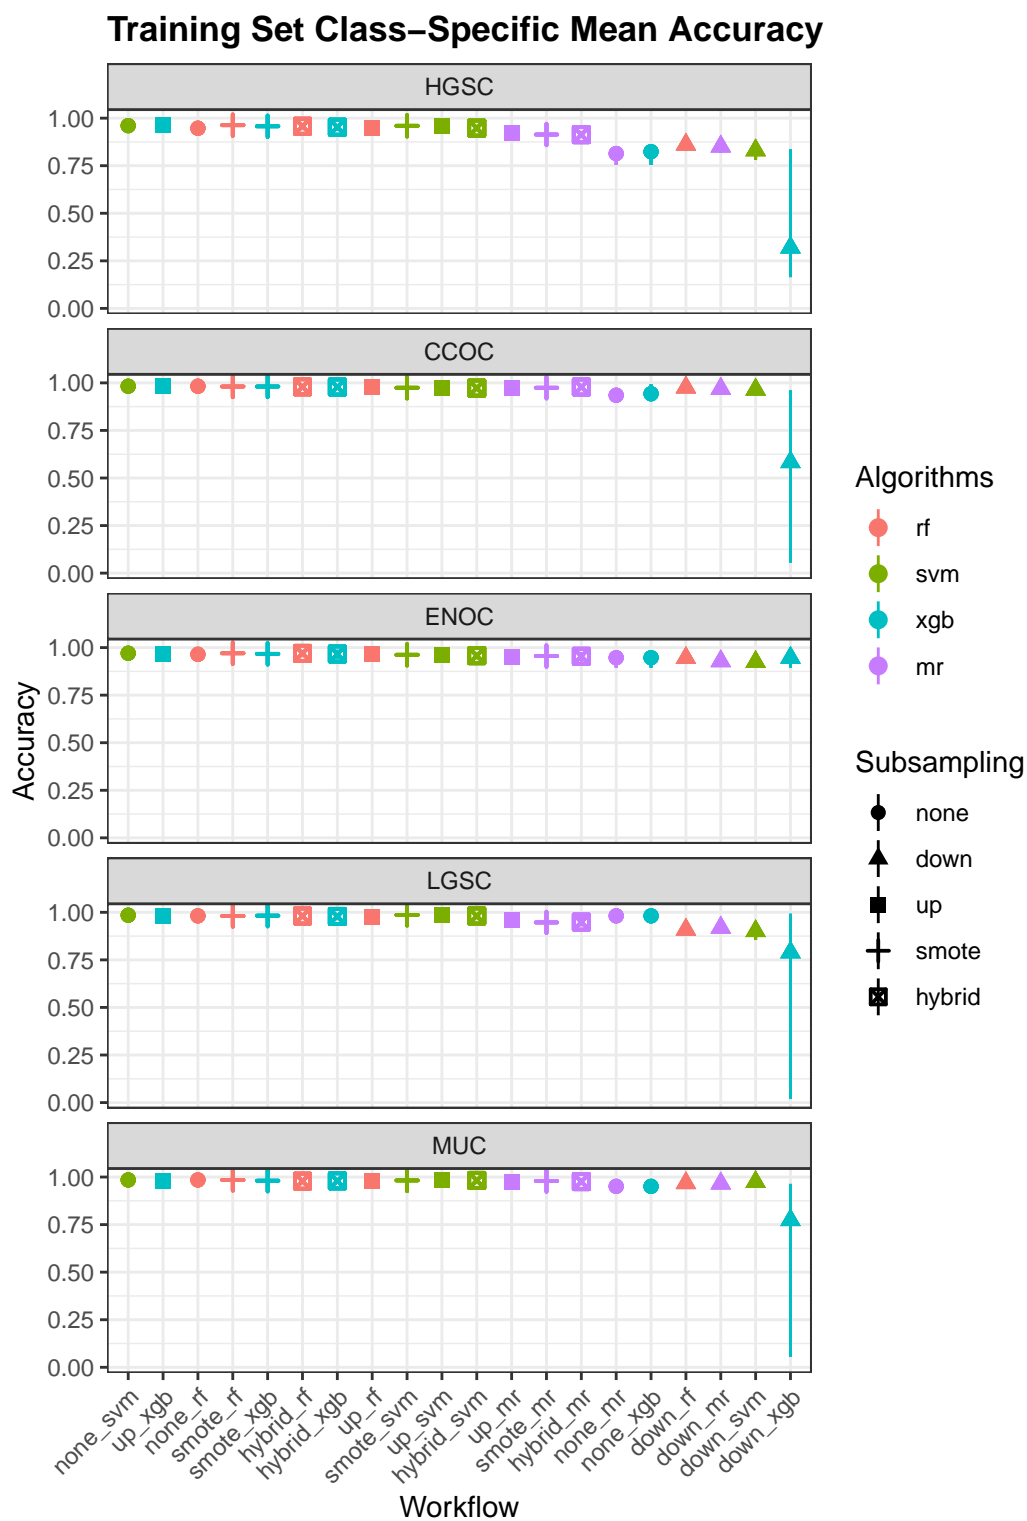 Training Set Class–Specific Mean Accuracy
HGSC
1.00
0.75
0.50
0.25
0.00
CCOC
1.00
0.75
0.50
0.25
0.00
ENOC
1.00
0.75
0.50
0.25
0.00
LGSC
1.00
0.75
0.50
0.25
0.00
MUC
1.00
0.75
0.50
0.25
0.00
Accuracy
none_svm
up_xgb
none_rf
smote_rf
smote_xgb
hybrid_rf
hybrid_xgb
up_rf
smote_svm
up_svm
hybrid_svm
up_mr
smote_mr
hybrid_mr
none_mr
none_xgb
down_rf
down_mr
down_svm
down_xgb
Workflow
Algorithms
rf
svm
xgb
mr
Subsampling
none
down
up
smote
hybrid